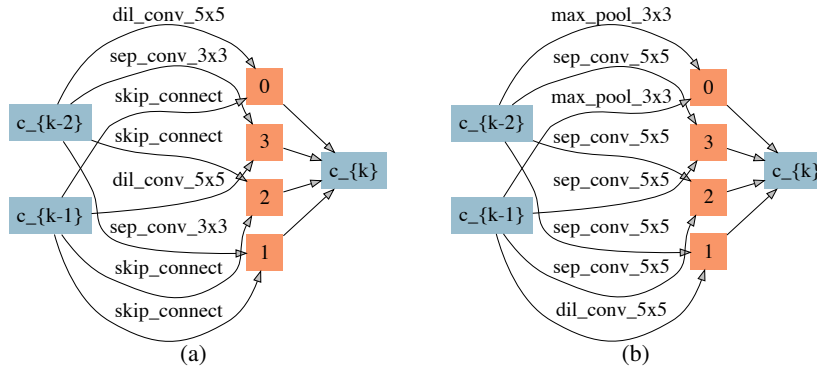 dil_conv_5x5
sep_conv_3x3
skip_connect
skip_connect
dil_conv_5x5
sep_conv_3x3
skip_connect
skip_connect
c_{k-2}
c_{k-1}
0
3
2
1
c_{k}
(a)
max_pool_3x3
sep_conv_5x5
max_pool_3x3
sep_conv_5x5
sep_conv_5x5
sep_conv_5x5
sep_conv_5x5
dil_conv_5x5
c_{k-2}
c_{k-1}
0
3
2
1
c_{k}
(b)